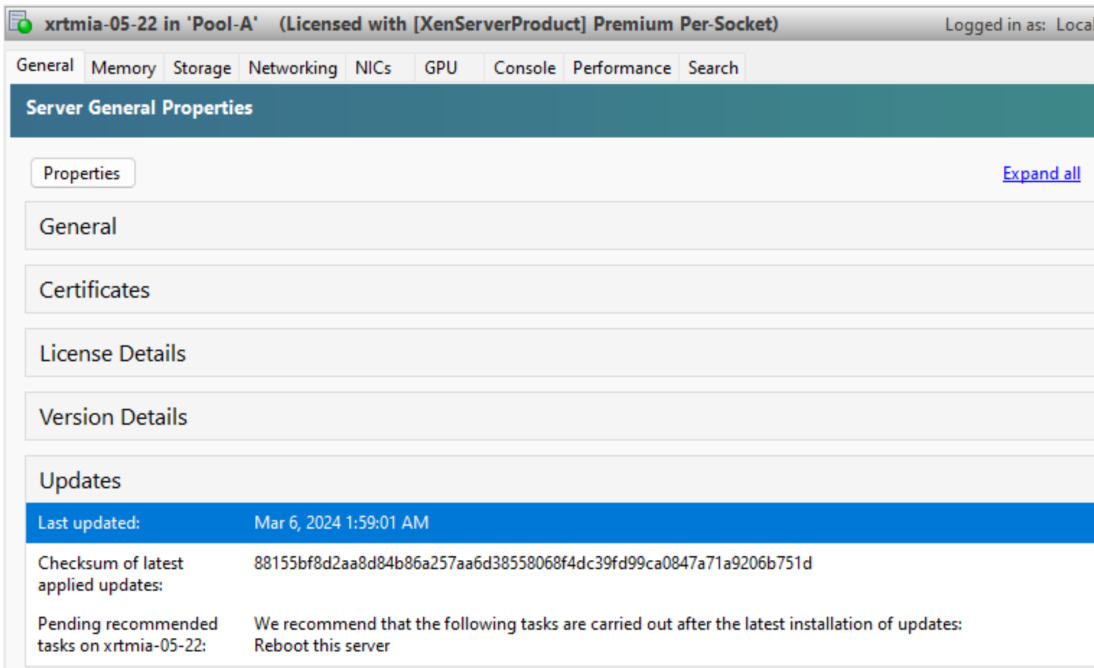 xrtmia-05-22 in 'Pool-A' (Licensed with [XenServerProduct] Premium Per-Socket) Logged in as: Local
General Memory Storage Networking NICs GPU Console Performance Search
Server General Properties
Properties Expand all
General
Certificates
License Details
Version Details
Updates
Last updated: Mar 6, 2024 1:59:01 AM
Checksum of latest 88155bf8d2aa8d84b86a257aa6d38558068f4dc39fd99ca0847a71a9206b751d
applied updates:
Pending recommended We recommend that the following tasks are carried out after the latest installation of updates:
tasks on xrtmia-05-22: Reboot this server